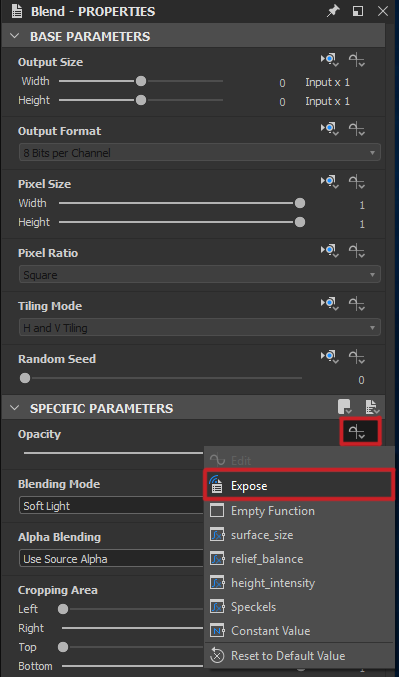 Blend - PROPERTIES
BASE PARAMETERS
Output Size
Width 0 Input x 1
Height 0 Input x 1
Output Format
8 Bits per Channel
Pixel Size
Width 1
Height 1
Pixel Ratio
Square
Tiling Mode
H and V Tiling
Random Seed
0
SPECIFIC PARAMETERS
Opacity
Edit
Expose
Blending Mode
Soft Light
Empty Function
surface_size
Alpha Blending
Use Source Alpha
relief_balance
height_intensity
Cropping Area
Left
Speckels
Right
Constant Value
Top
Reset to Default Value
Bottom 1